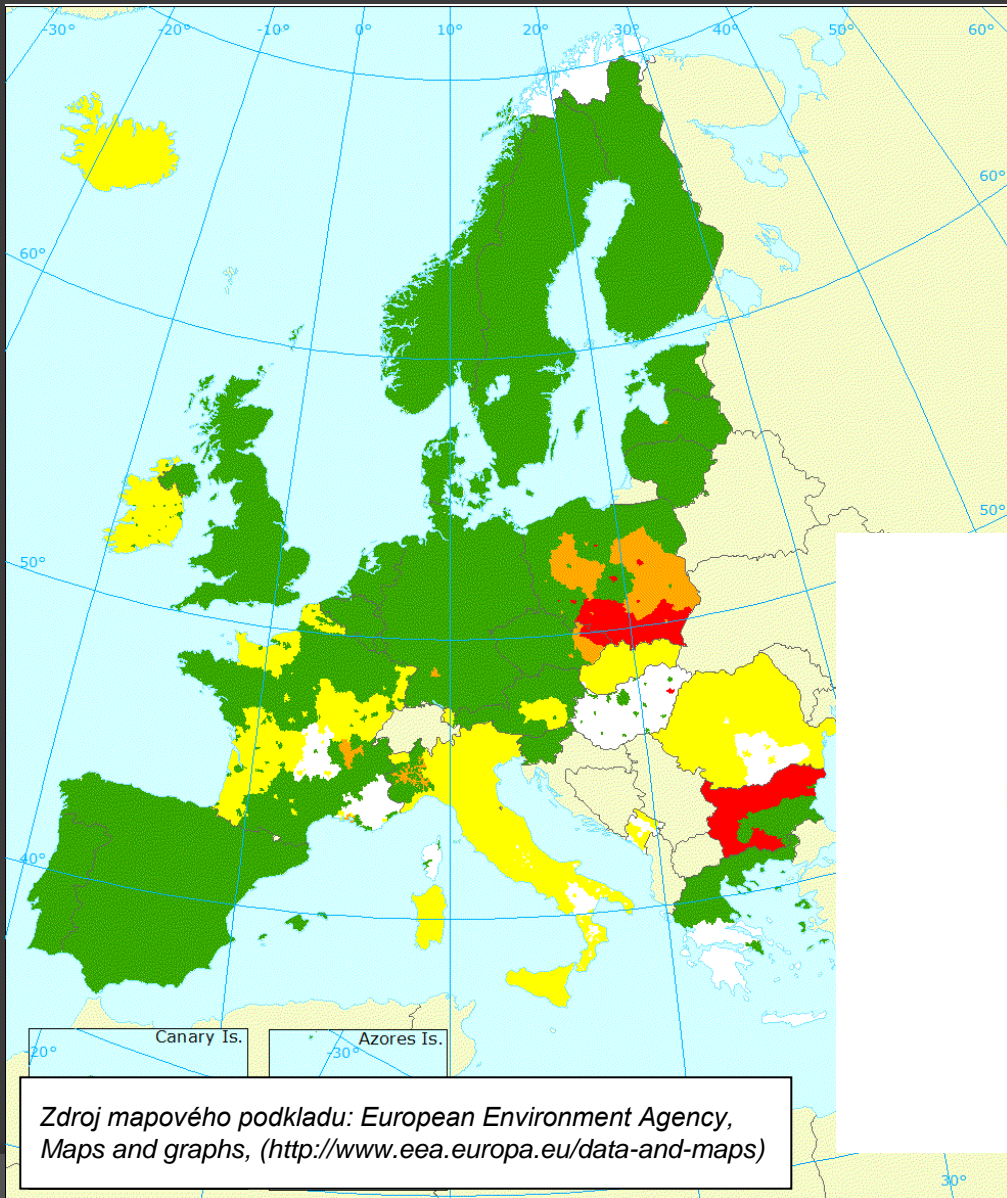 -30° -20° -10° 0° 10° 20° 30° 40° 50° 60°
60°
60°
50°
50°
40°
Canary Is.
Azores Is.
-20°
-30°
30°
Zdroj mapového podkladu: European Environment Agency,
Maps and graphs, (http://www.eea.europa.eu/data-and-maps)